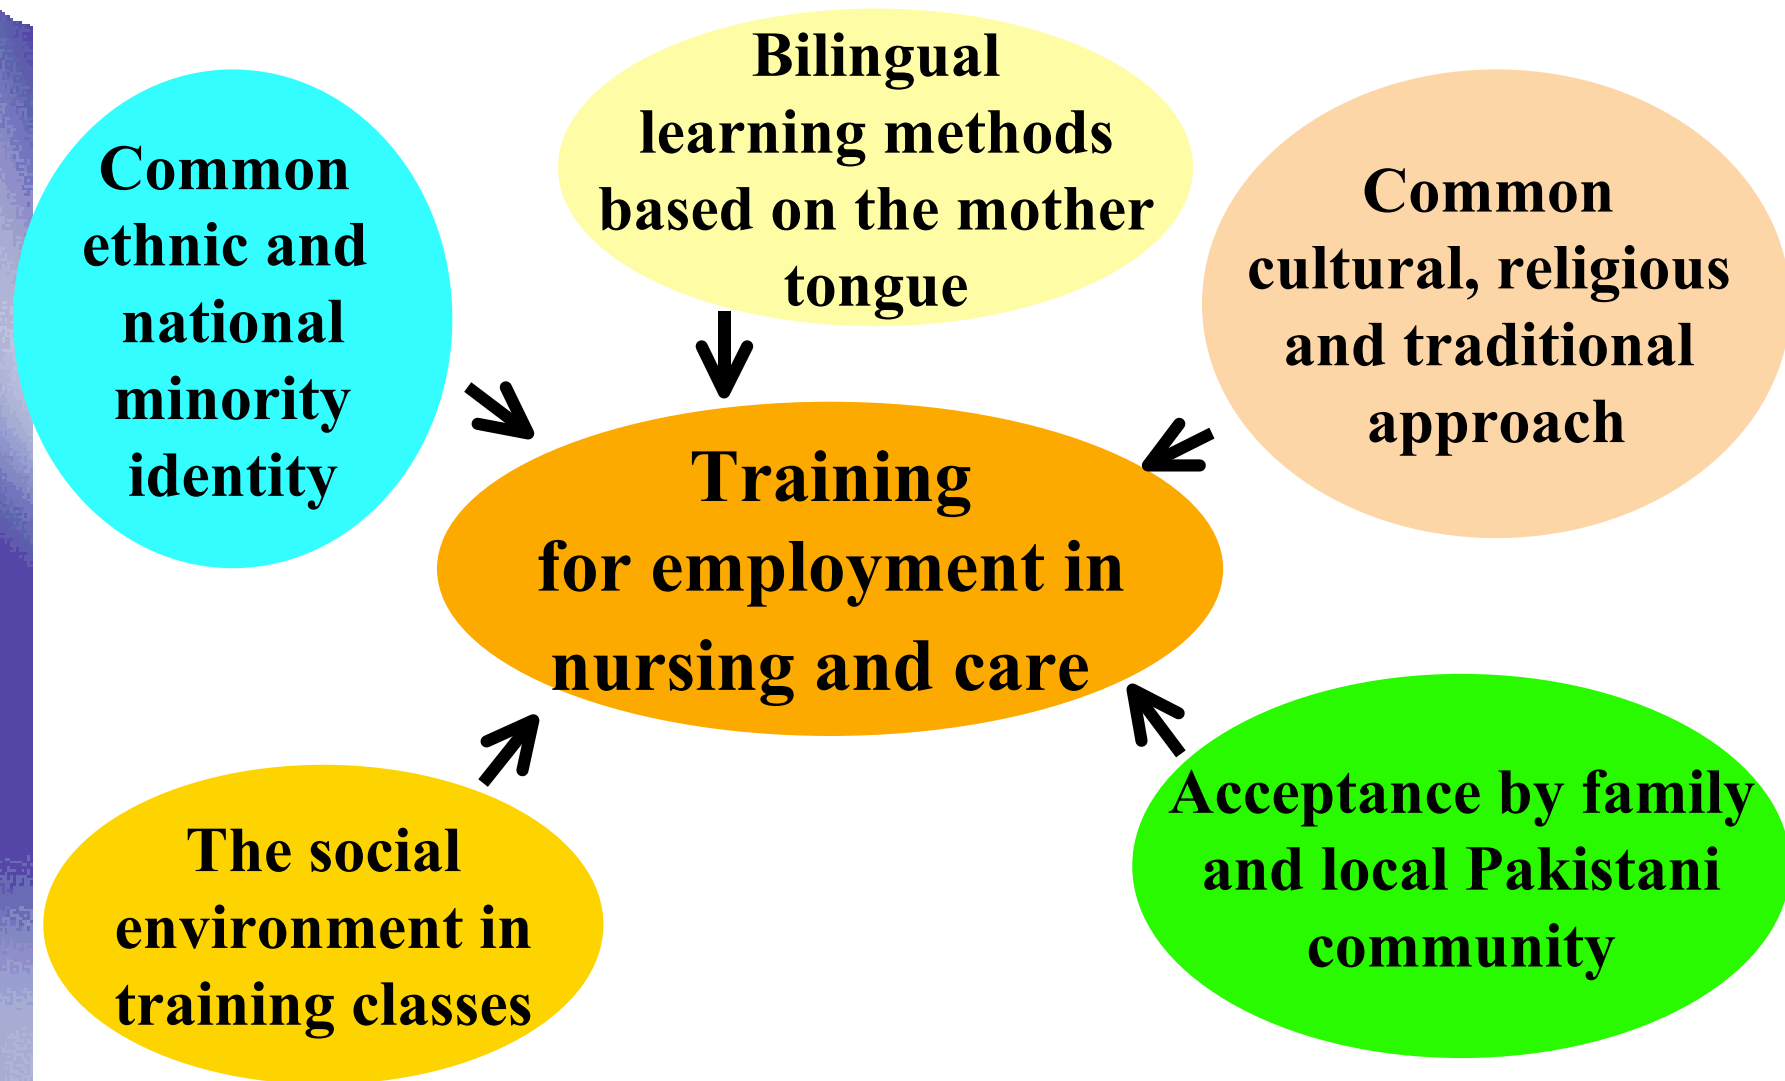 Common
ethnic and
national
minority
identity
Bilingual
learning methods
based on the mother
tongue
Common
cultural, religious
and traditional
approach
Training
for employment in
nursing and care
The social
environment in
training classes
Acceptance by family
and local Pakistani
community